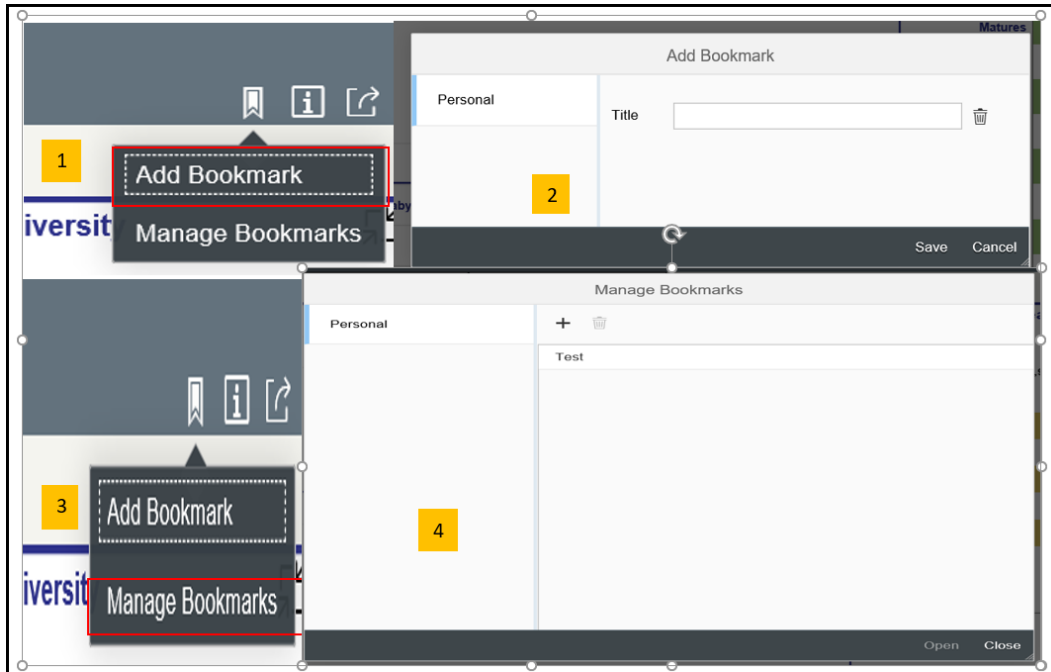 Matures
Add Bookmark
Personal
Title
1
Add Bookmark
2
iversity
Manage Bookmarks
Save Cancel
Manage Bookmarks
Personal
+
Test
3
Add Bookmark
4
iversit
Manage Bookmarks
Open Close